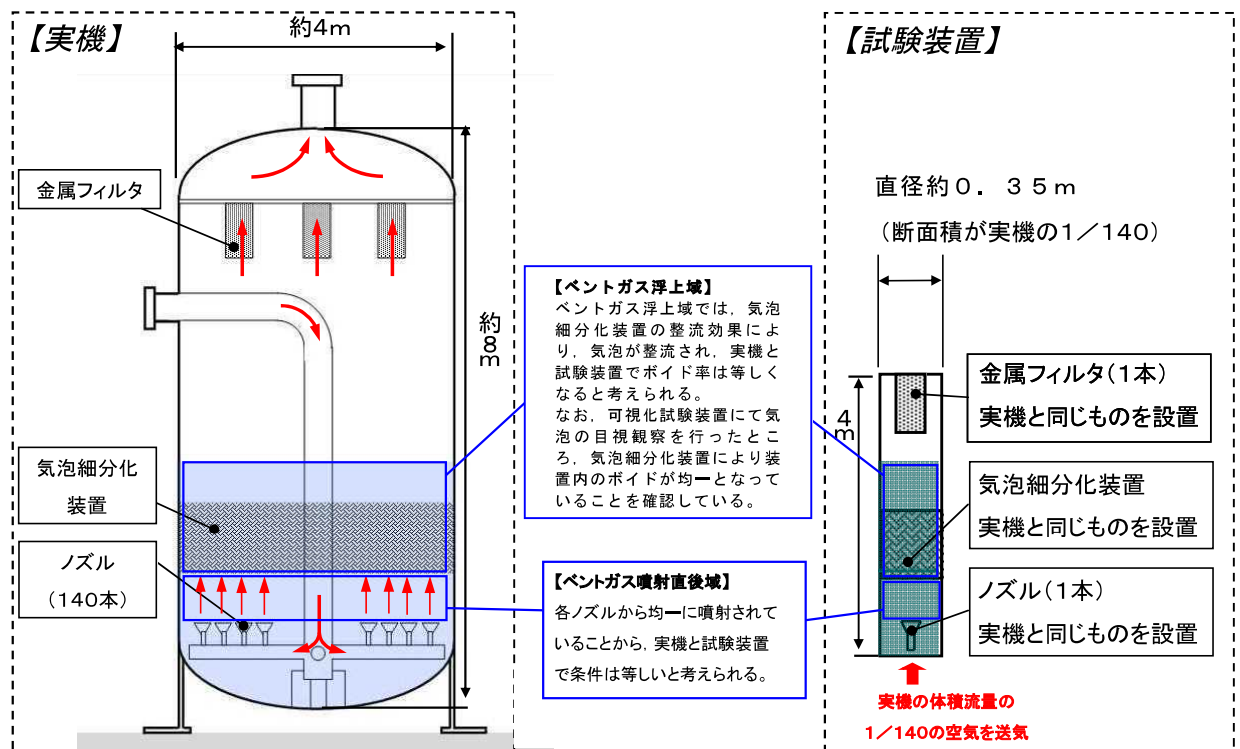 【実機】
約4m
金属フィルタ
約8m
気泡細分化
装置
ノズル
(140本)
【ベントガス浮上域】
ベントガス浮上域では，気泡
細分化装置の整流効果によ
り，気泡が整流され，実機と
試験装置でボイド率は等しく
なると考えられる。
なお，可視化試験装置にて気
泡の目視観察を行ったとこ
ろ，気泡細分化装置により装
置内のボイドが均一となって
いることを確認している。
【ベントガス噴射直後域】
各ノズルから均一に噴射されて
いることから，実機と試験装置
で条件は等しいと考えられる。
【試験装置】
直径約０．３５ｍ
(断面積が実機の1／140)
4m
金属フィルタ(1本)
実機と同じものを設置
気泡細分化装置
実機と同じものを設置
ノズル(1本)
実機と同じものを設置
実機の体積流量の
1／140の空気を送気